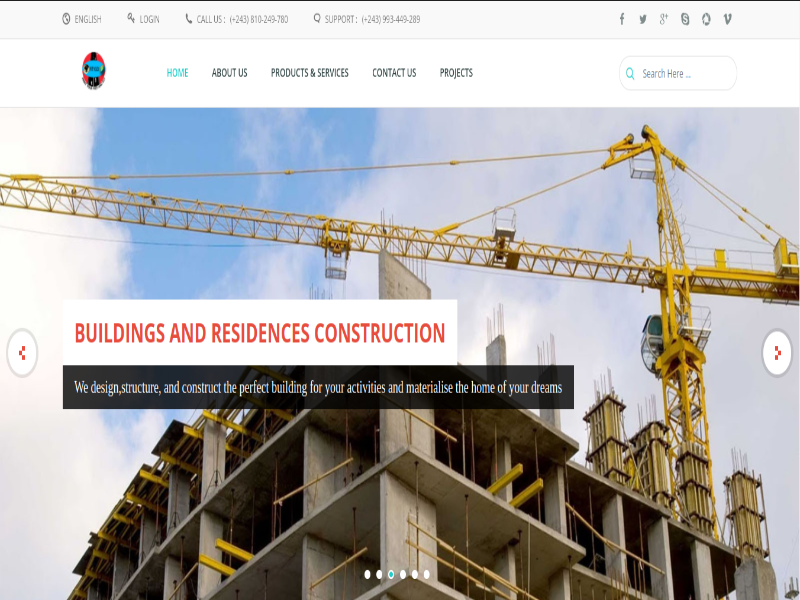 ENGLISH LOGIN CALL US : (+243) 810-249-780 SUPPORT : (+243) 993-449-289
HOME ABOUT US PRODUCTS & SERVICES CONTACT US PROJECTS Search Here ...
BUILDINGS AND RESIDENCES CONSTRUCTION
We design,structure, and construct the perfect building for your activities and materialise the home of your dreams